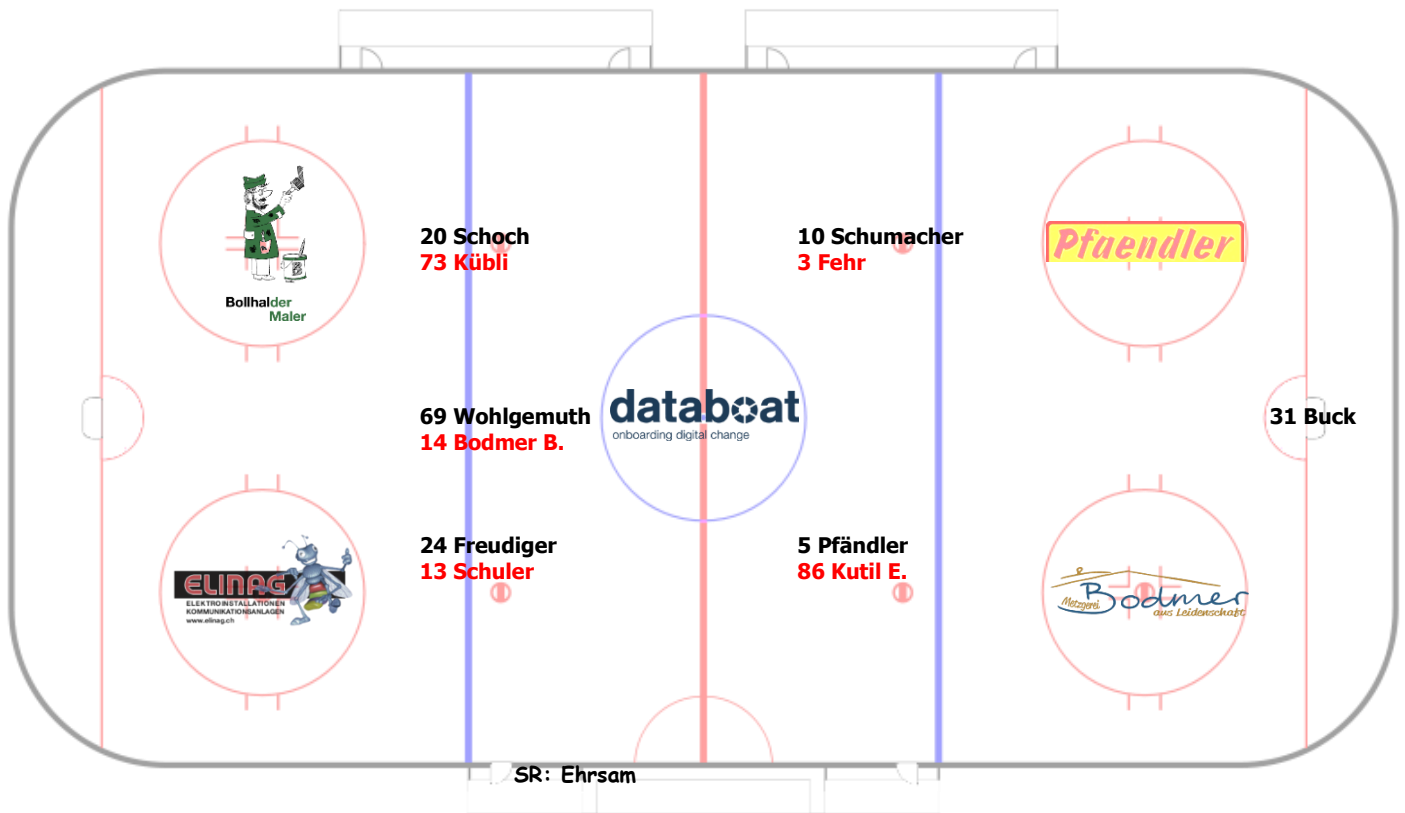 20 Schoch
73 Kübli
10 Schumacher
3 Fehr
Pfaendler
Bollhalder
Maler
69 Wohlgemuth
14 Bodmer B.
databoat
onboarding digital change
31 Buck
24 Freudiger
13 Schuler
5 Pfändler
86 Kutil E.
ELINAG
ELEKTROINSTALLATIONEN
KOMMUNIKATIONSANLAGEN
www.elinag.ch
Metzgerei Bodmer
aus Leidenschaft
SR: Ehrsam